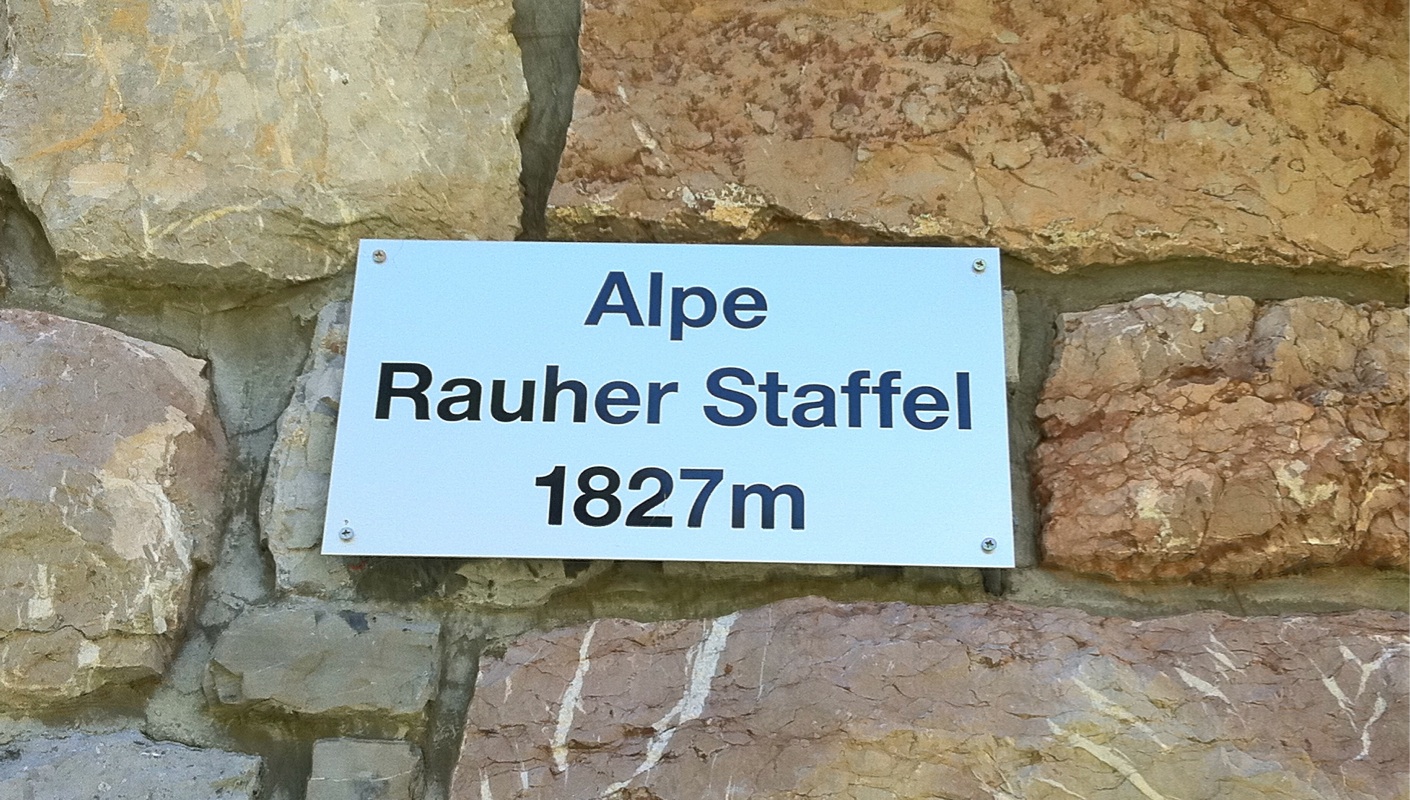 Alpe
Rauher Staffel
1827m